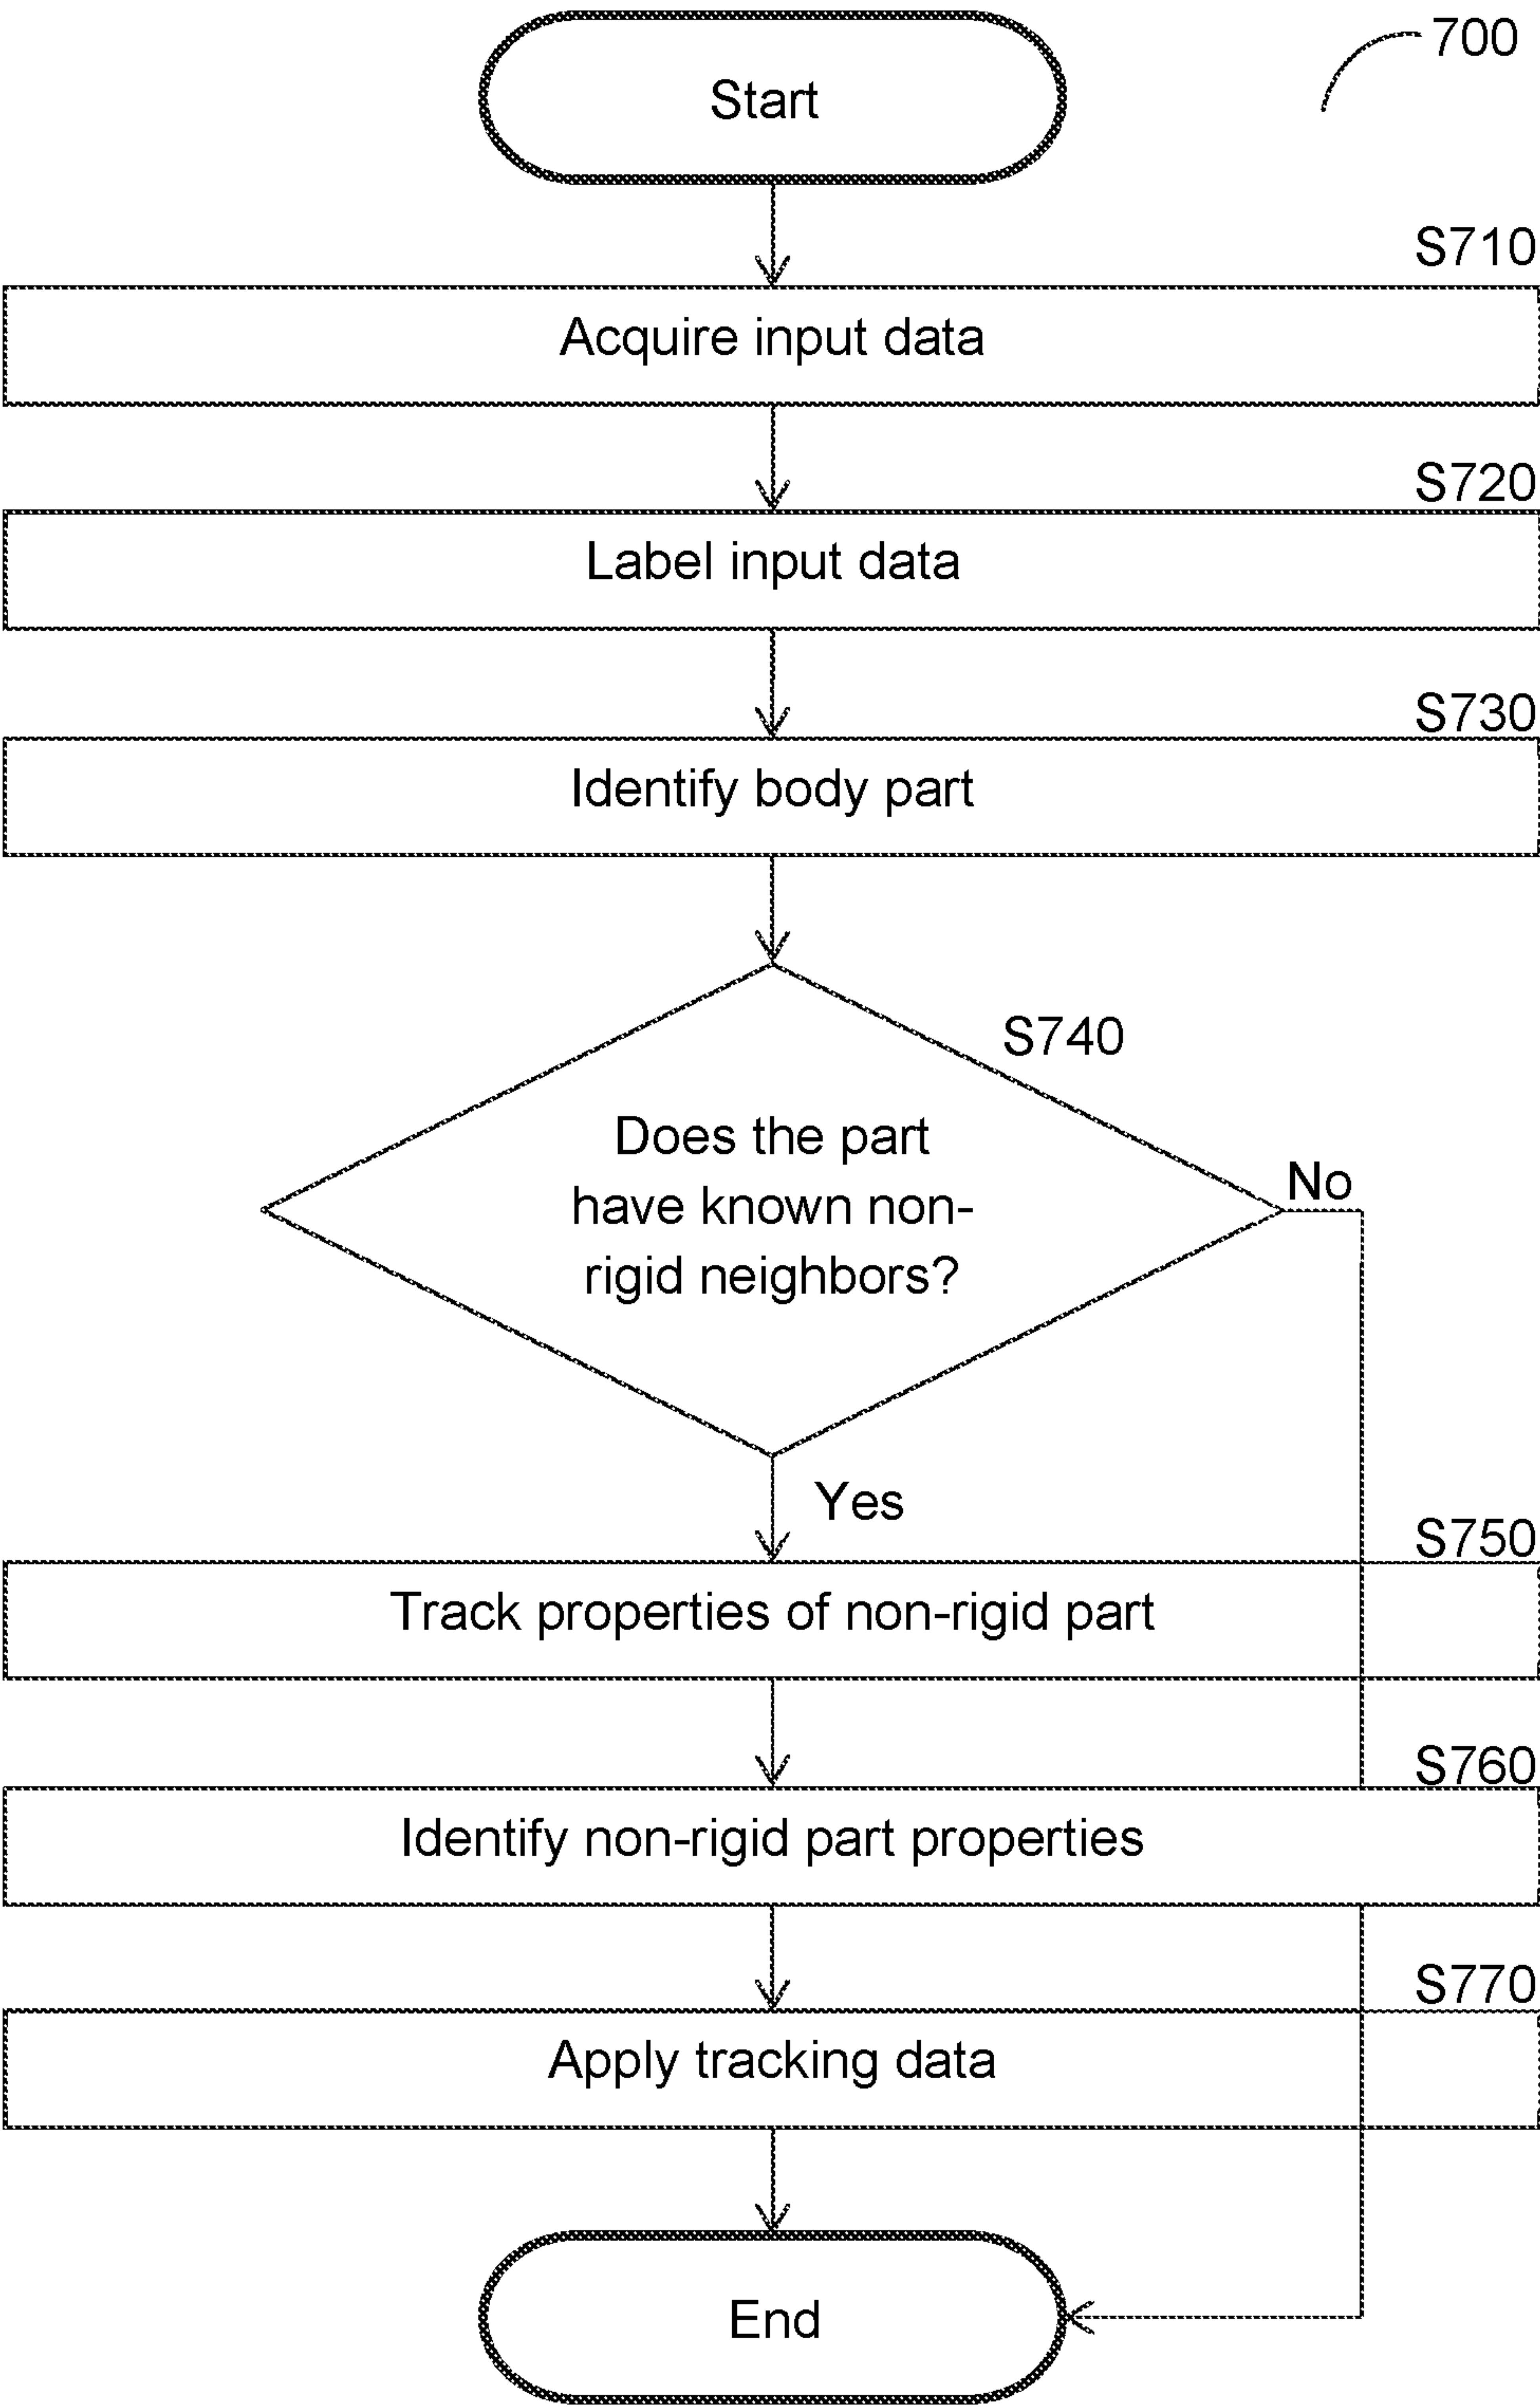 700
Start
S710
Acquire input data
S720
Label input data
S730
Identify body part
S740
Does the part
have known non-
rigid neighbors?
No
Yes
S750
Track properties of non-rigid part
S760
Identify non-rigid part properties
S770
Apply tracking data
End